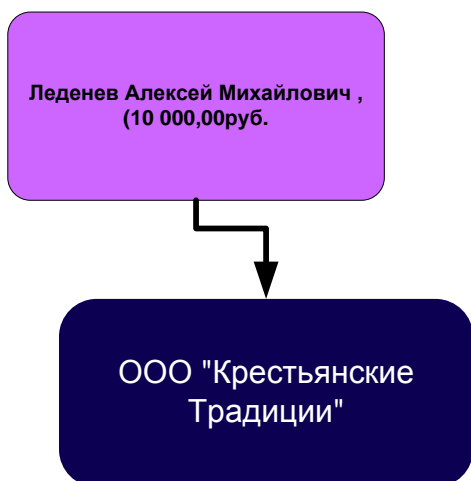 Леденев Алексей Михайлович ,
(10 000,00руб.
ООО "Крестьянские
Традиции"